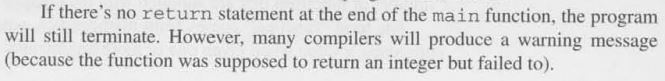 If there's no return statement at the end of the main function, the program
will still terminate. However, many compilers will produce a warning message
(because the function was supposed to return an integer but failed to).